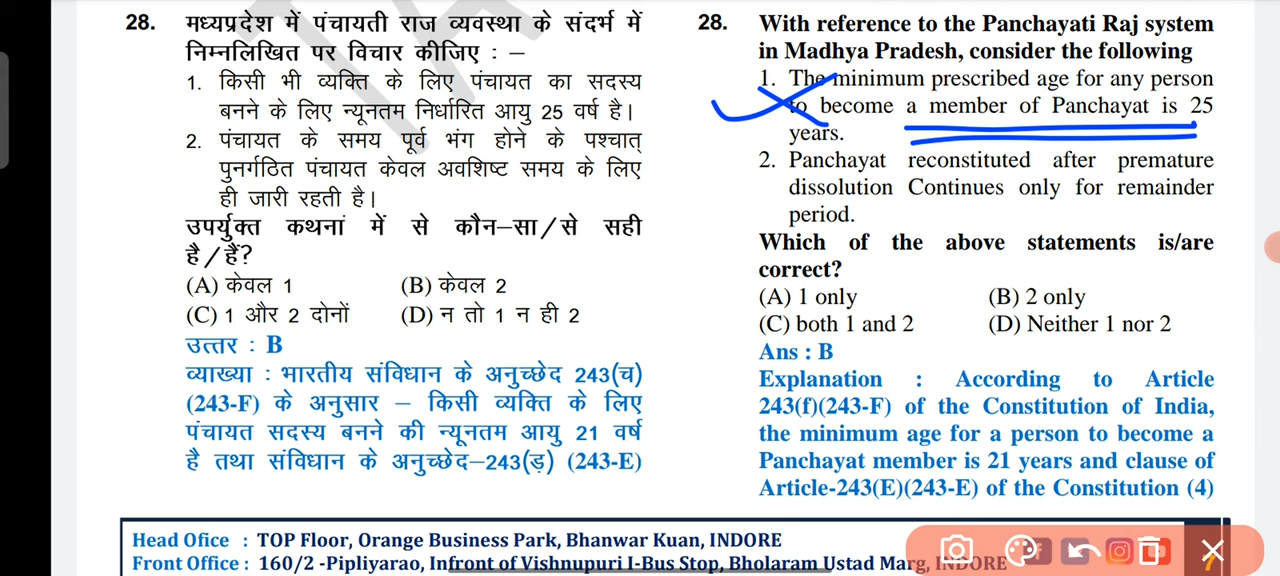 28. मध्यप्रदेश में पंचायती राज व्यवस्था के संदर्भ में
निम्नलिखित पर विचार कीजिए : –
1. किसी भी व्यक्ति के लिए पंचायत का सदस्य
बनने के लिए न्यूनतम निर्धारित आयु 25 वर्ष है।
2. पंचायत के समय पूर्व भंग होने के पश्चात्
पुनर्गठित पंचायत केवल अवशिष्ट समय के लिए
ही जारी रहती है।
उपर्युक्त कथनां में से कौन–सा/से सही
है/हैं?
(A) केवल 1 (B) केवल 2
(C) 1 और 2 दोनों (D) न तो 1 न ही 2
उत्तर : B
व्याख्या : भारतीय संविधान के अनुच्छेद 243(च)
(243-F) के अनुसार – किसी व्यक्ति के लिए
पंचायत सदस्य बनने की न्यूनतम आयु 21 वर्ष
है तथा संविधान के अनुच्छेद–243(ड़) (243-E)
28. With reference to the Panchayati Raj system
in Madhya Pradesh, consider the following
1. The minimum prescribed age for any person
to become a member of Panchayat is 25
years.
2. Panchayat reconstituted after premature
dissolution Continues only for remainder
period.
Which of the above statements is/are
correct?
(A) 1 only (B) 2 only
(C) both 1 and 2 (D) Neither 1 nor 2
Ans : B
Explanation : According to Article
243(f)(243-F) of the Constitution of India,
the minimum age for a person to become a
Panchayat member is 21 years and clause of
Article-243(E)(243-E) of the Constitution (4)
Head Ofice : TOP Floor, Orange Business Park, Bhanwar Kuan, INDORE
Front Office : 160/2 -Pipliyarao, Infront of Vishnupuri I-Bus Stop, Bholaram Ustad Marg, INDORE